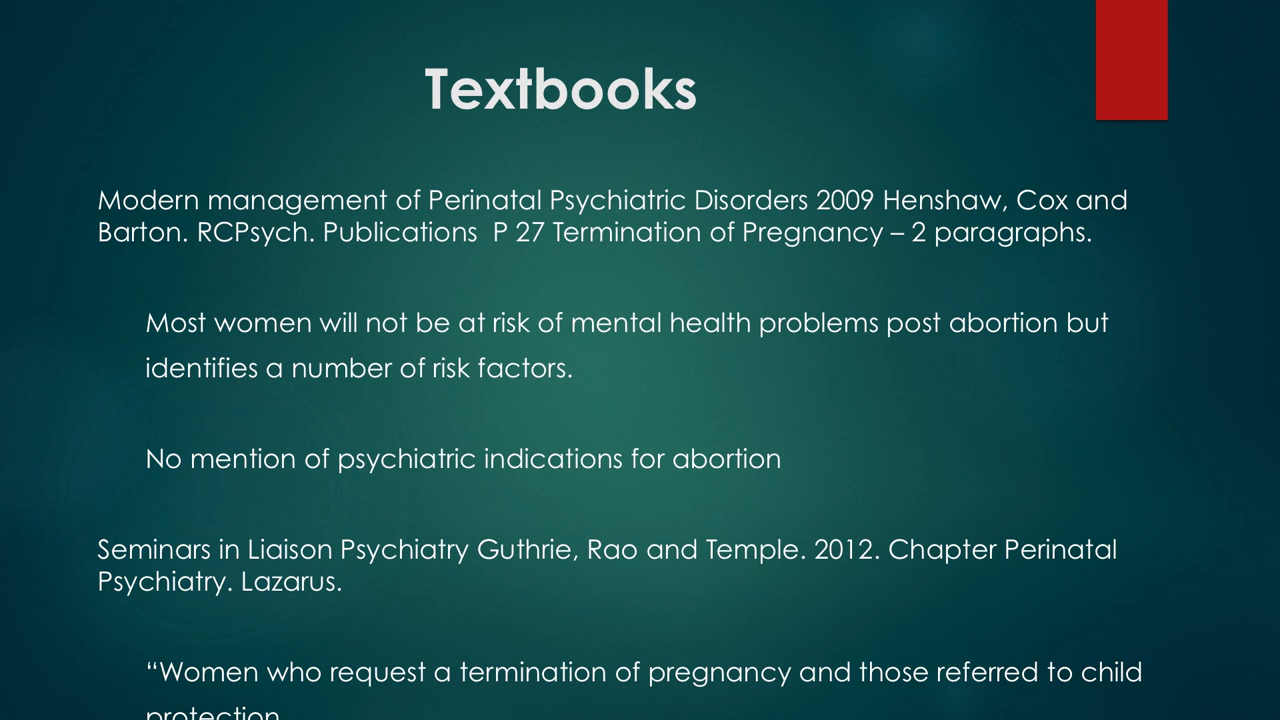 Textbooks
Modern management of Perinatal Psychiatric Disorders 2009 Henshaw, Cox and
Barton. RCPsych. Publications  P 27 Termination of Pregnancy – 2 paragraphs.
Most women will not be at risk of mental health problems post abortion but
identifies a number of risk factors.
No mention of psychiatric indications for abortion
Seminars in Liaison Psychiatry Guthrie, Rao and Temple. 2012. Chapter Perinatal
Psychiatry. Lazarus.
“Women who request a termination of pregnancy and those referred to child
protection